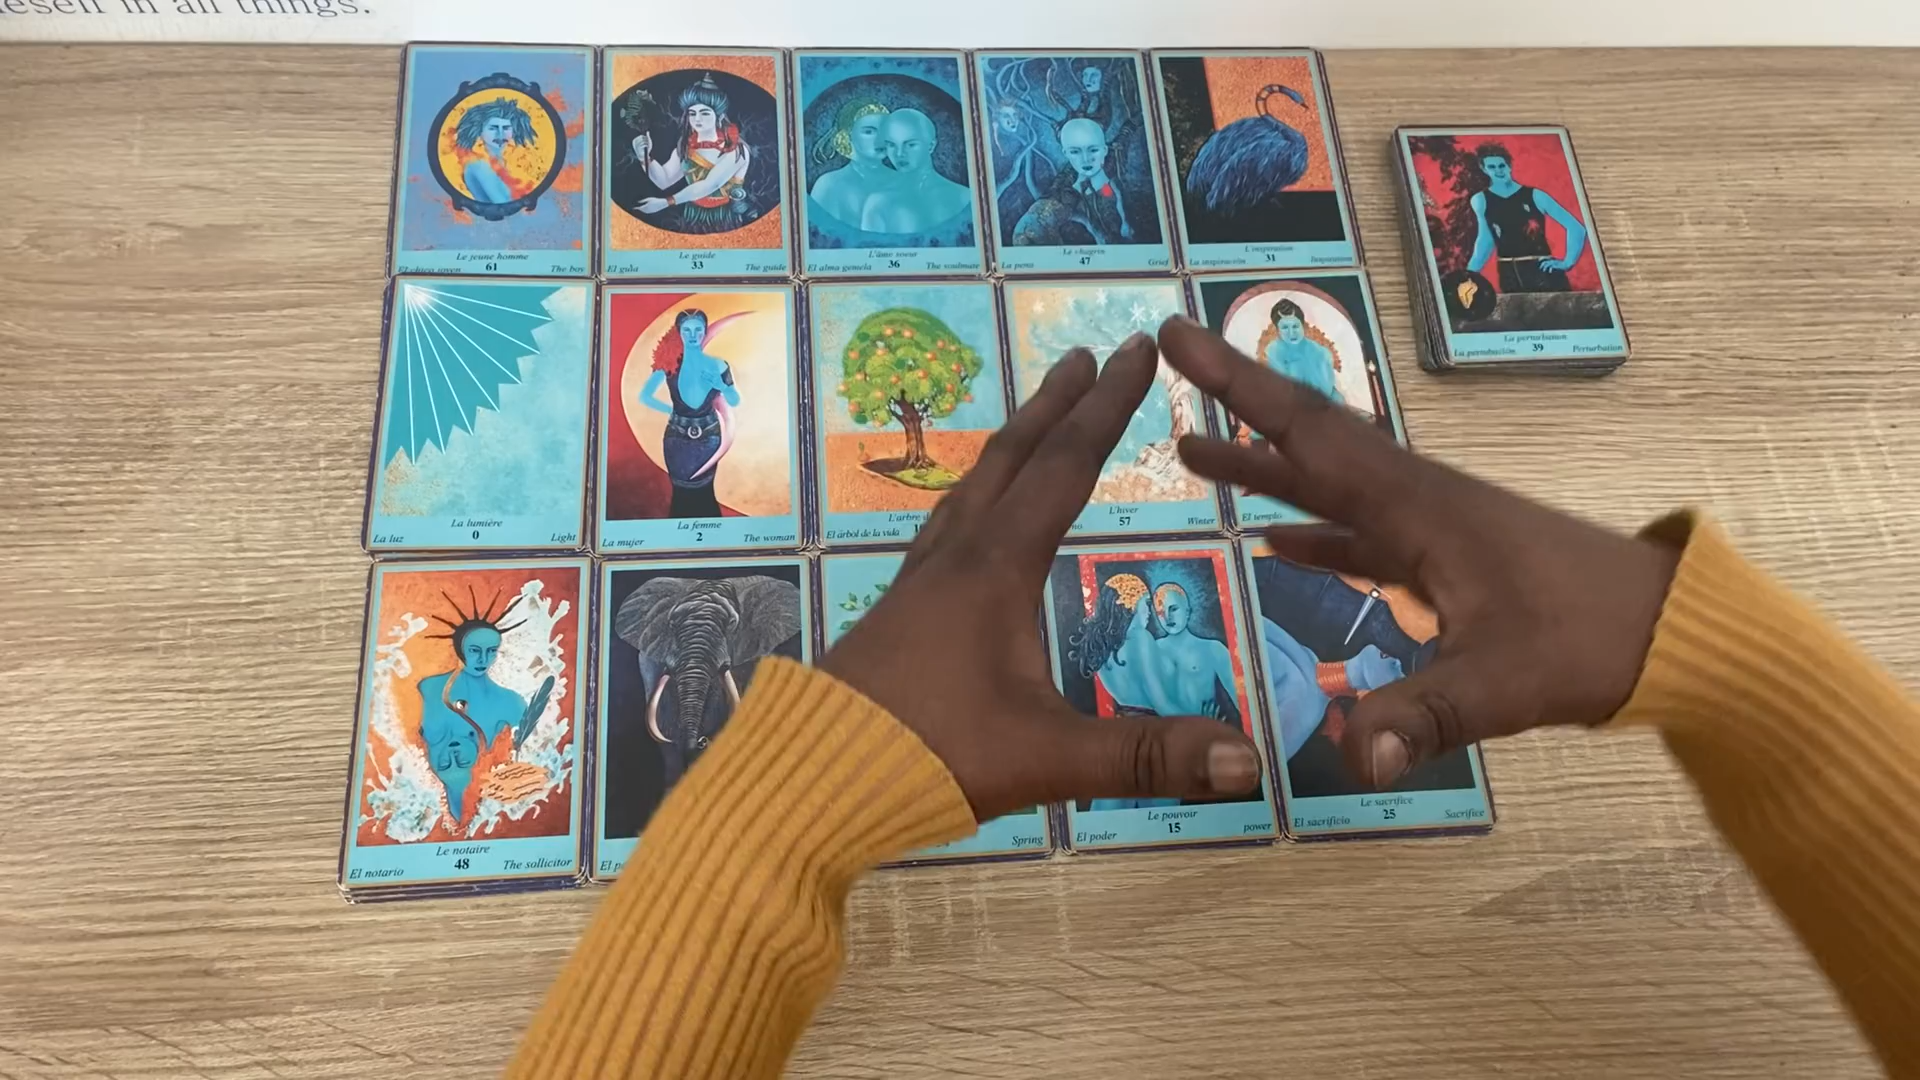 in all things.
Le jeune homme
El chico joven 61 The boy
Le guide
El guia 33 The guide
L'âme soeur
El alma gemela 36 The soulmate
Le chagrin
La pena 47 Grief
L'inspiration
La inspiración 31 Inspiration
La perturbation
La pertubación 39 Perturbation
La lumière
La luz 0 Light
La femme
La mujer 2 The woman
L'arbre
El árbol de la vida
L'hiver
57 Winter
El templo
Le notaire
El notario 48 The sollicitor
Spring
Le pouvoir
El poder 15 power
Le sacrifice
El sacrificio 25 Sacrifice